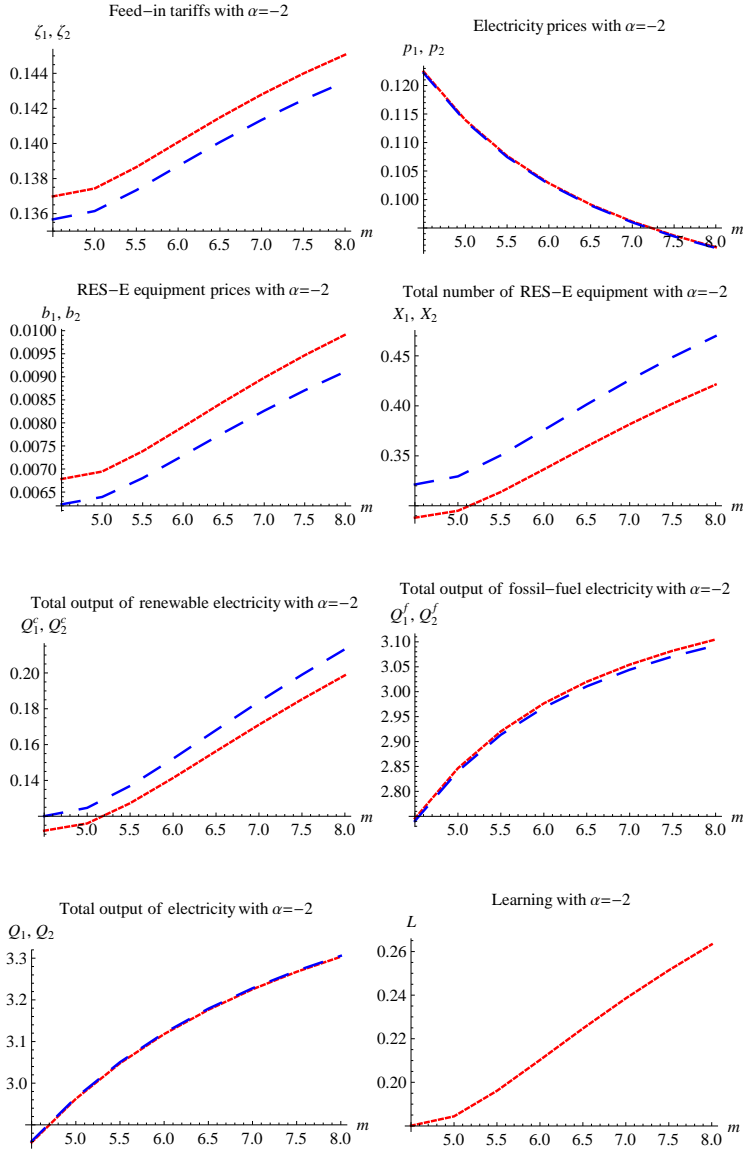 Feed−in tariffs with α=−2
ζ1, ζ2
0.144
0.142
0.140
0.138
0.136
5.0 5.5 6.0 6.5 7.0 7.5 8.0 m
Electricity prices with α=−2
p1, p2
0.120
0.115
0.110
0.105
0.100
5.0 5.5 6.0 6.5 7.0 7.5 8.0 m
RES−E equipment prices with α=−2
b1, b2
0.0100
0.0095
0.0090
0.0085
0.0080
0.0075
0.0070
0.0065
5.0 5.5 6.0 6.5 7.0 7.5 8.0 m
Total number of RES−E equipment with α=−2
X1, X2
0.45
0.40
0.35
5.0 5.5 6.0 6.5 7.0 7.5 8.0 m
Total output of renewable electricity with α=−2
Q1^c, Q2^c
0.20
0.18
0.16
0.14
5.0 5.5 6.0 6.5 7.0 7.5 8.0 m
Total output of fossil−fuel electricity with α=−2
Q1^f, Q2^f
3.10
3.05
3.00
2.95
2.90
2.85
2.80
5.0 5.5 6.0 6.5 7.0 7.5 8.0 m
Total output of electricity with α=−2
Q1, Q2
3.3
3.2
3.1
3.0
5.0 5.5 6.0 6.5 7.0 7.5 8.0 m
Learning with α=−2
L
0.26
0.24
0.22
0.20
5.0 5.5 6.0 6.5 7.0 7.5 8.0 m